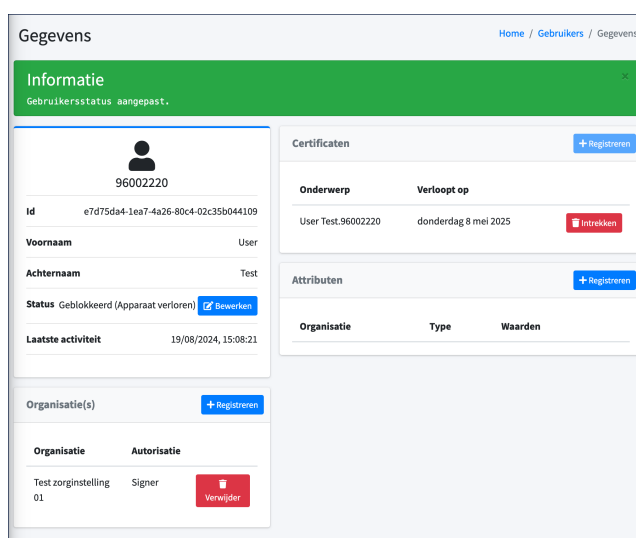 Gegevens
Home / Gebruikers / Gegevens
Informatie
×
Gebruikersstatus aangepast.
96002220
Id e7d75da4-1ea7-4a26-80c4-02c35b044109
Voornaam User
Achternaam Test
Status Geblokkeerd (Apparaat verloren) Bewerken
Laatste activiteit 19/08/2024, 15:08:21
Organisatie(s) + Registreren
Organisatie Autorisatie
Test zorginstelling Signer
01
Verwijder
Certificaten + Registreren
Onderwerp Verloopt op
User Test.96002220 donderdag 8 mei 2025 Intrekken
Attributen + Registreren
Organisatie Type Waarden